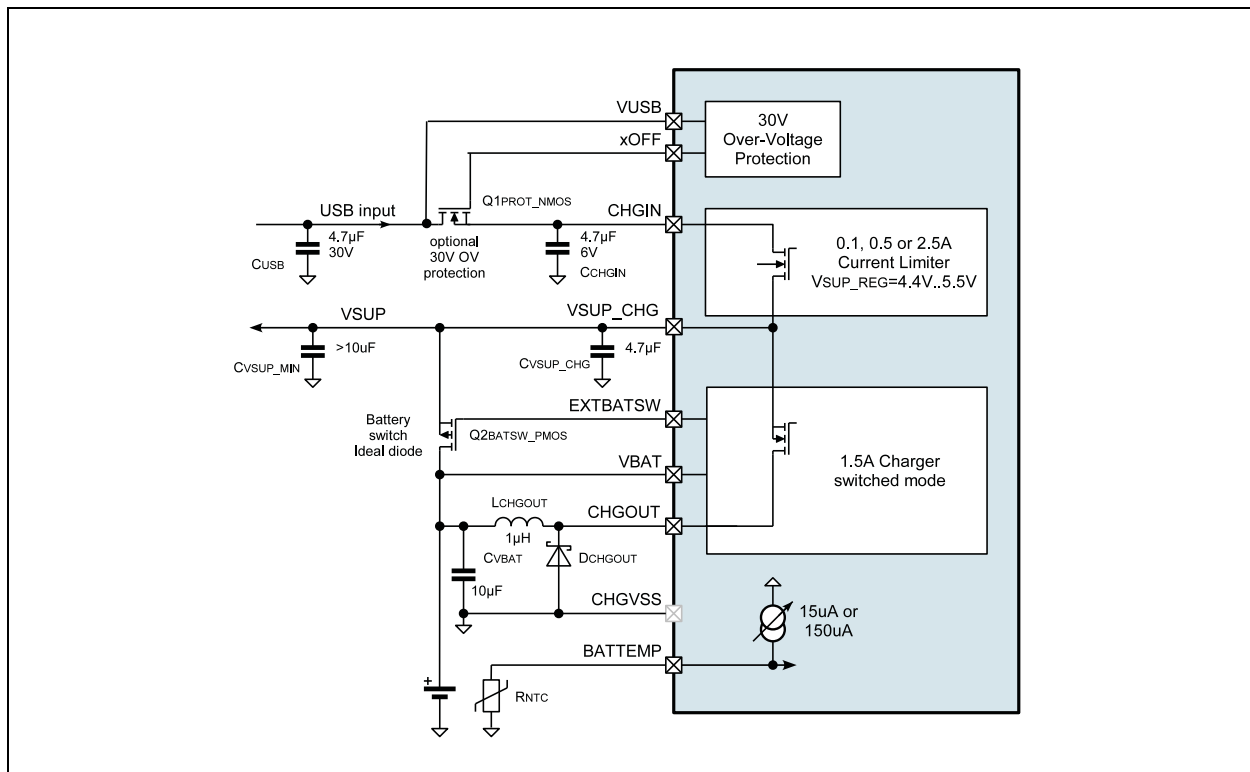 VUSB
xOFF
30V
Over-Voltage
Protection
Q1PROT_NMOS
USB input
CHGIN
4.7µF
30V
CUSB
optional
30V OV
protection
4.7µF
6V
CCHGIN
0.1, 0.5 or 2.5A
Current Limiter
VSUP_REG=4.4V..5.5V
VSUP
VSUP_CHG
>10uF
CVSUP_MIN
CVSUP_CHG
4.7µF
EXTBATSW
Battery
switch
Ideal diode
Q2BATSW_PMOS
VBAT
1.5A Charger
switched mode
LCHGOUT
1µH
CHGOUT
CVBAT
10µF
DCHGOUT
CHGVSS
15uA or
150uA
BATTEMP
+
RNTC